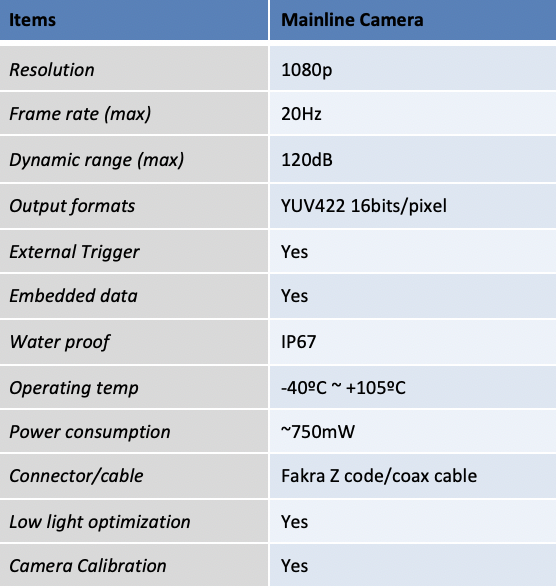 Items Mainline Camera
Resolution 1080p
Frame rate (max) 20Hz
Dynamic range (max) 120dB
Output formats YUV422 16bits/pixel
External Trigger Yes
Embedded data Yes
Water proof IP67
Operating temp -40ºC ~ +105ºC
Power consumption ~750mW
Connector/cable Fakra Z code/coax cable
Low light optimization Yes
Camera Calibration Yes